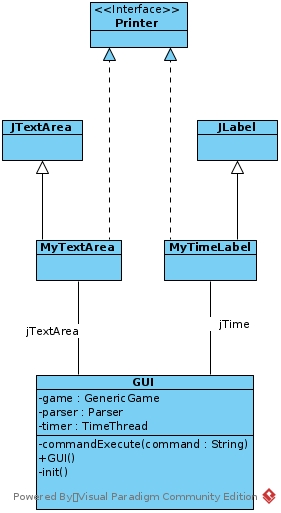 <<Interface>>
Printer
JTextArea
JLabel
MyTextArea
MyTimeLabel
jTextArea
jTime
GUI
-game : GenericGame
-parser : Parser
-timer : TimeThread
-commandExecute(command : String)
+GUI()
-init()
Powered By[]Visual Paradigm Community Edition